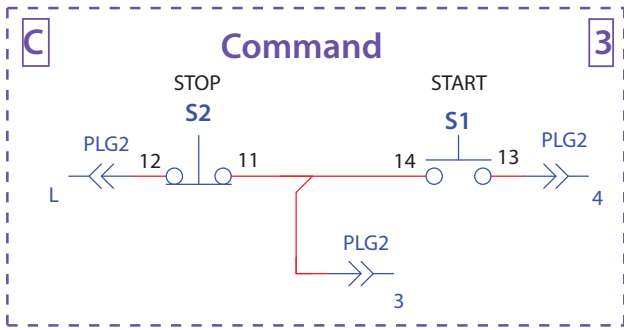 C Command 3
STOP START
S2 S1
PLG2 12 11 14 13 PLG2
L 4
PLG2
3